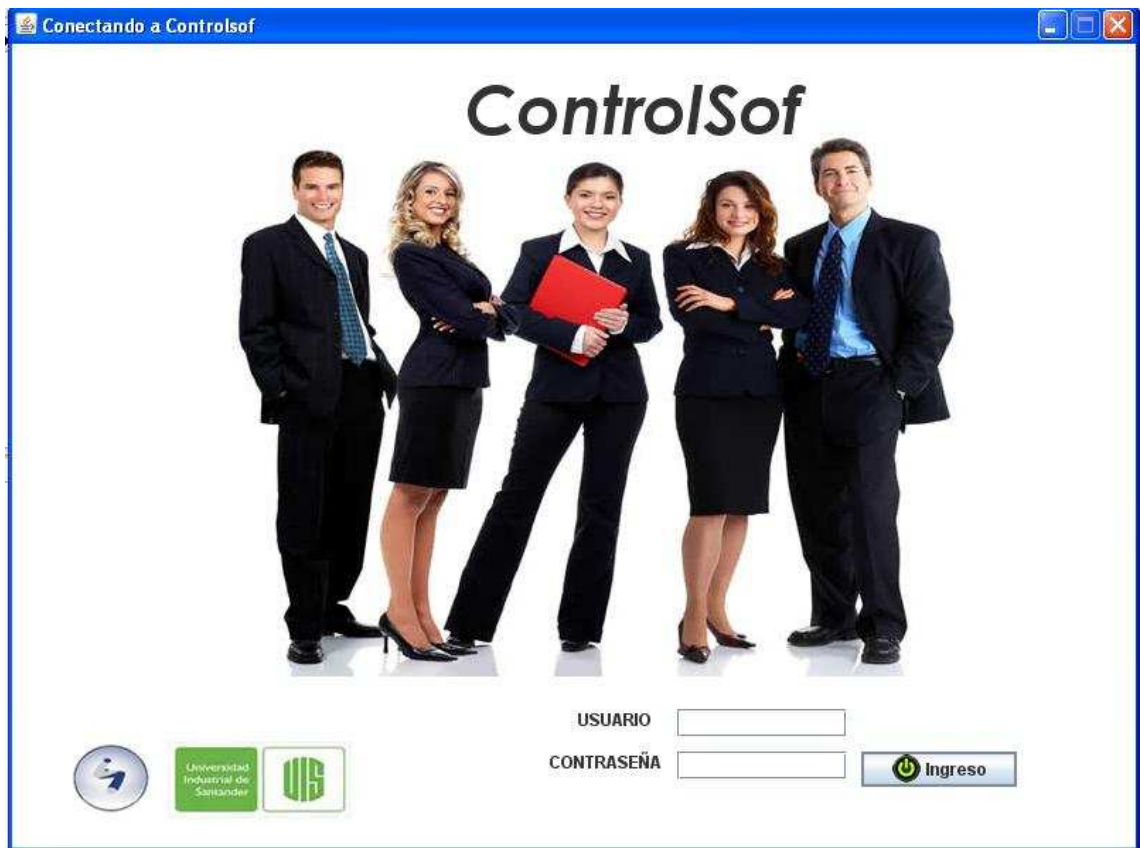 Conectando a Controlsof
ControlSof
USUARIO
CONTRASEÑA
Ingreso
Universidad
Industrial de
Santander
UIS